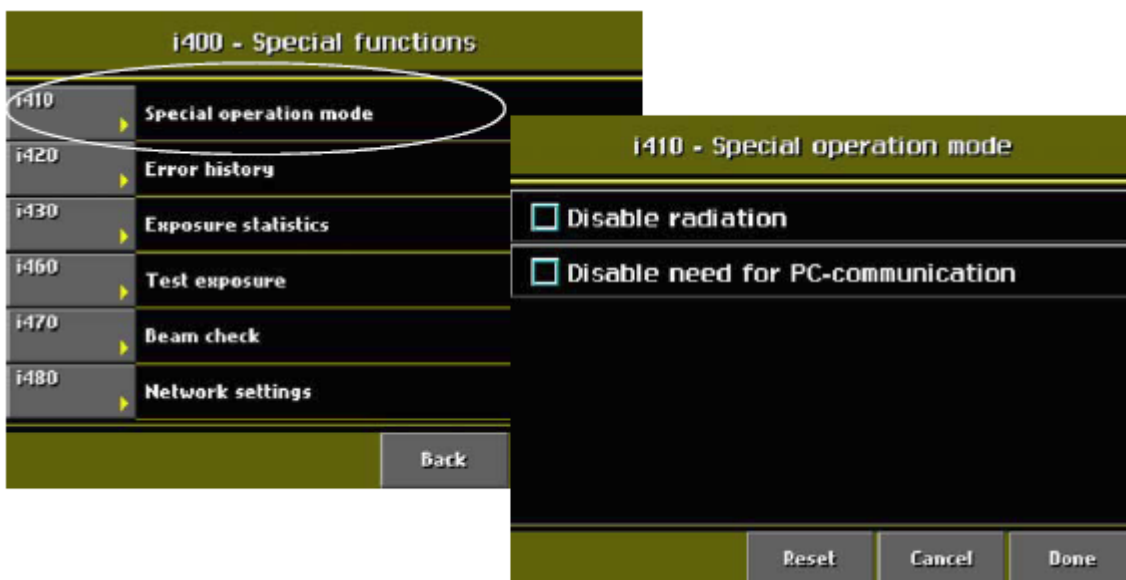 i400 - Special functions
i410
Special operation mode
i420
Error history
i430
Exposure statistics
i460
Test exposure
i470
Beam check
i480
Network settings
Back
i410 - Special operation mode
Disable radiation
Disable need for PC-communication
Reset
Cancel
Done